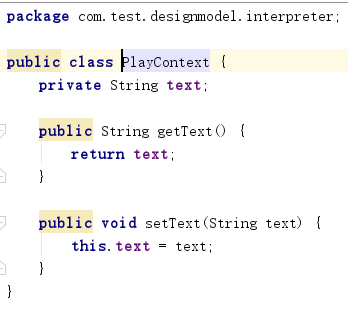 package com.test.designmodel.interpreter;
public class PlayContext {
private String text;
public String getText() {
return text;
}
public void setText(String text) {
this.text = text;
}
}